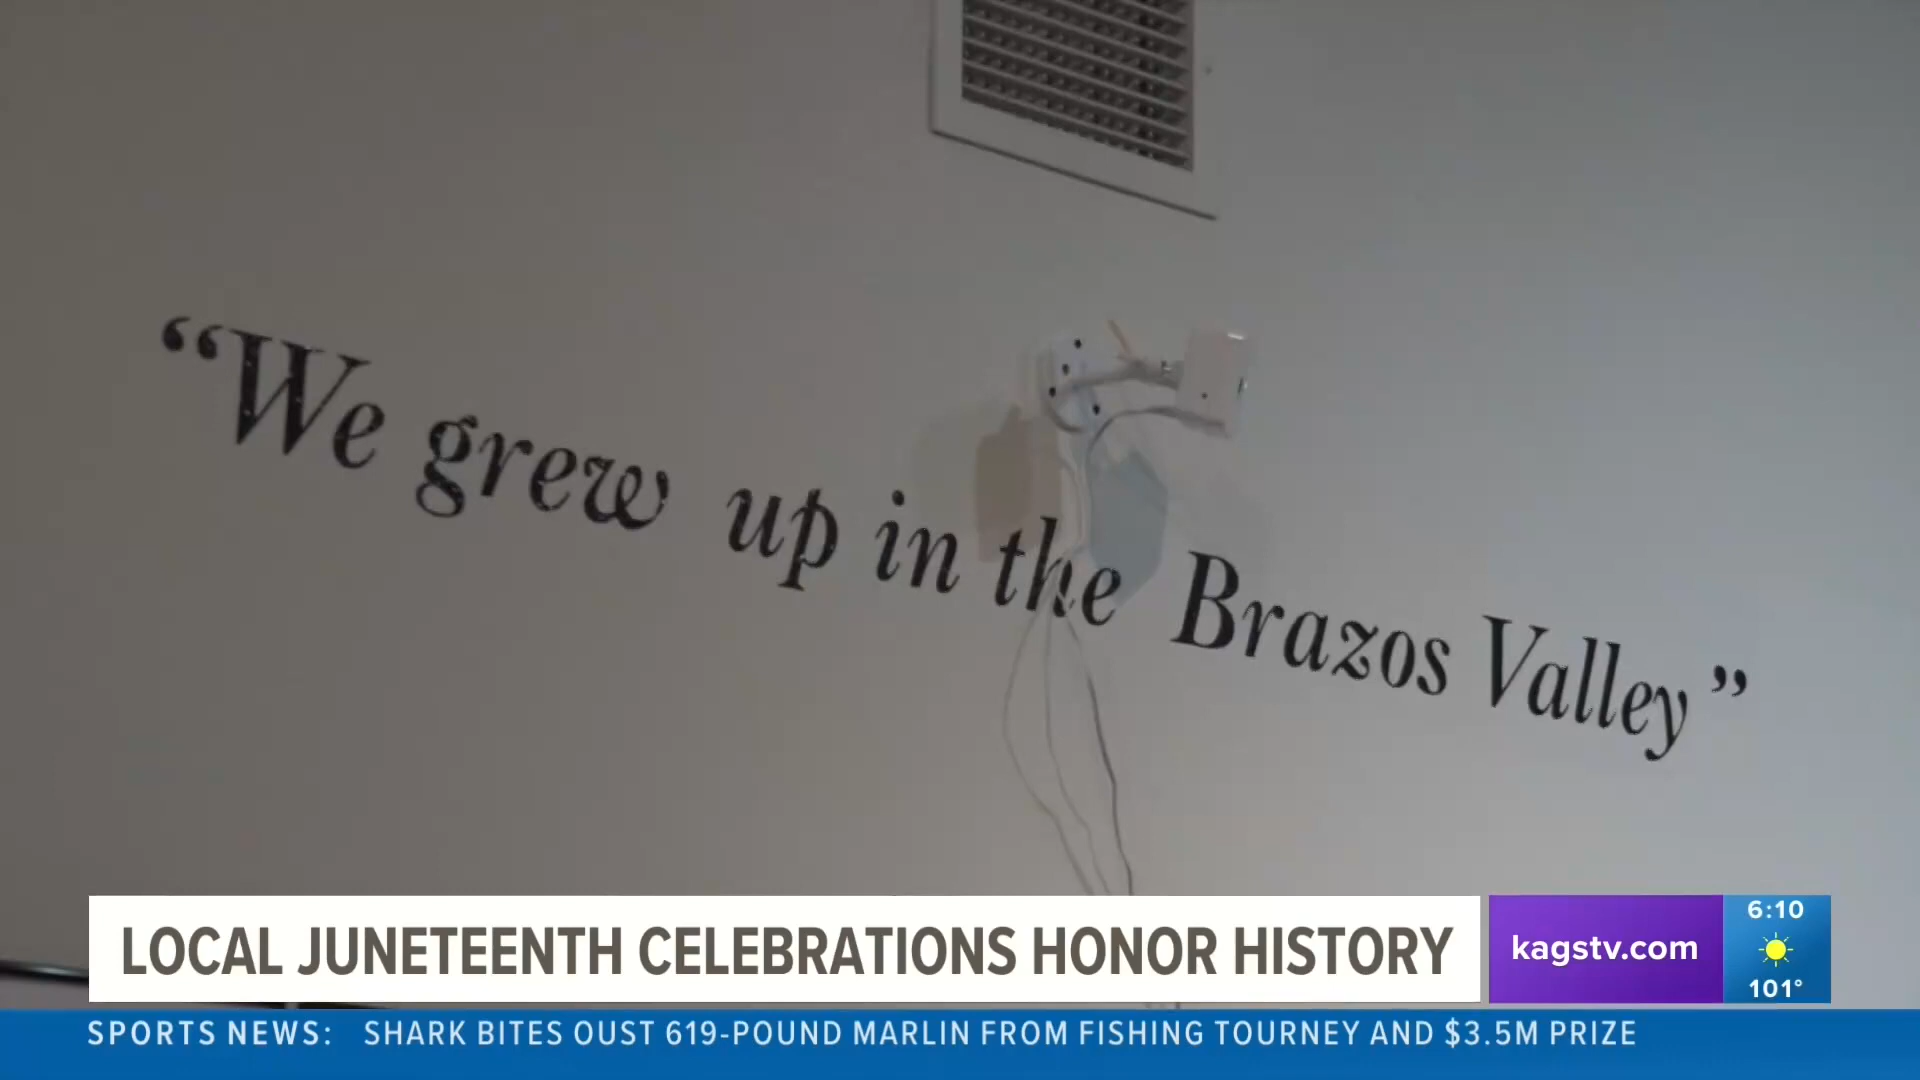 “We grew up in the Brazos Valley”
LOCAL JUNETEENTH CELEBRATIONS HONOR HISTORY
kagstv.com
6:10
101°
SPORTS NEWS: SHARK BITES OUST 619-POUND MARLIN FROM FISHING TOURNEY AND $3.5M PRIZE